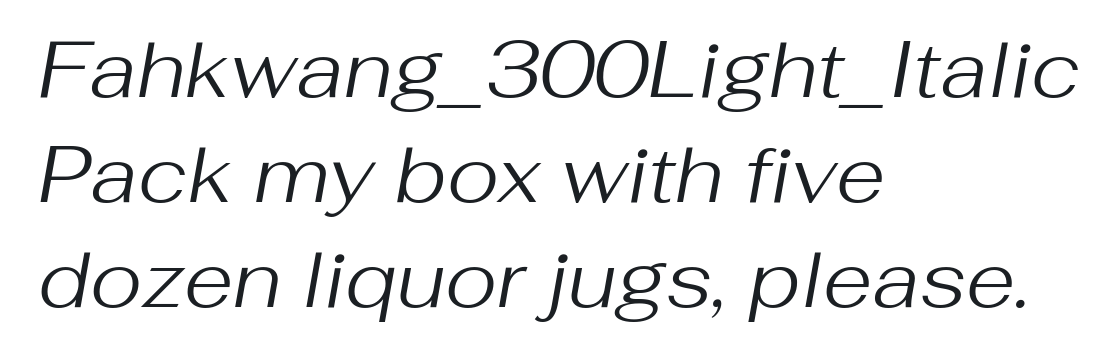 Fahkwang_300Light_Italic
Pack my box with five
dozen liquor jugs, please.